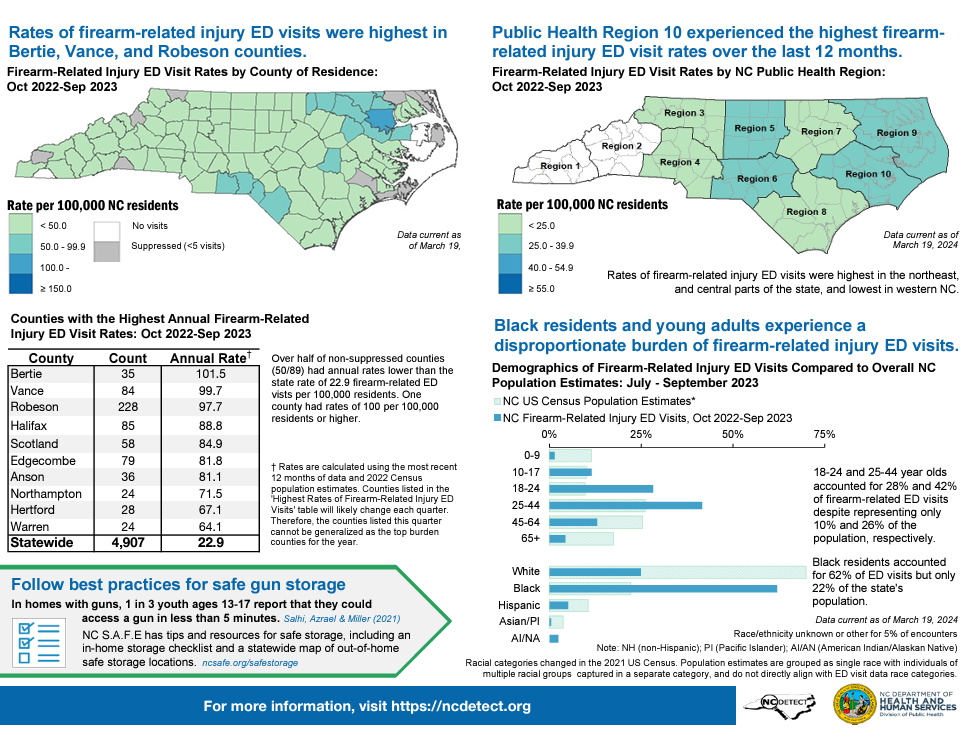 Rates of firearm-related injury ED visits were highest in
Bertie, Vance, and Robeson counties.
Firearm-Related Injury ED Visit Rates by County of Residence:
Oct 2022-Sep 2023
Rate per 100,000 NC residents
< 50.0
50.0 - 99.9
100.0 -
≥ 150.0
No visits
Suppressed (<5 visits)
Data current as
of March 19,
Public Health Region 10 experienced the highest firearm-
related injury ED visit rates over the last 12 months.
Firearm-Related Injury ED Visit Rates by NC Public Health Region:
Oct 2022-Sep 2023
Region 1
Region 2
Region 3
Region 4
Region 5
Region 6
Region 7
Region 8
Region 9
Region 10
Rate per 100,000 NC residents
< 25.0
25.0 - 39.9
40.0 - 54.9
≥ 55.0
Data current as of
March 19, 2024
Rates of firearm-related injury ED visits were highest in the northeast,
and central parts of the state, and lowest in western NC.
Counties with the Highest Annual Firearm-Related
Injury ED Visit Rates: Oct 2022-Sep 2023
County Count Annual Rate†
Bertie 35 101.5
Vance 84 99.7
Robeson 228 97.7
Halifax 85 88.8
Scotland 58 84.9
Edgecombe 79 81.8
Anson 36 81.1
Northampton 24 71.5
Hertford 28 67.1
Warren 24 64.1
Statewide 4,907 22.9
Over half of non-suppressed counties
(50/89) had annual rates lower than the
state rate of 22.9 firearm-related ED
vists per 100,000 residents. One
county had rates of 100 per 100,000
residents or higher.
† Rates are calculated using the most recent
12 months of data and 2022 Census
population estimates. Counties listed in the
'Highest Rates of Firearm-Related Injury ED
Visits' table will likely change each quarter.
Therefore, the counties listed this quarter
cannot be generalized as the top burden
counties for the year.
Black residents and young adults experience a
disproportionate burden of firearm-related injury ED visits.
Demographics of Firearm-Related Injury ED Visits Compared to Overall NC
Population Estimates: July - September 2023
NC US Census Population Estimates*
NC Firearm-Related Injury ED Visits, Oct 2022-Sep 2023
0% 25% 50% 75%
0-9
10-17
18-24
25-44
45-64
65+
White
Black
Hispanic
Asian/PI
AI/NA
18-24 and 25-44 year olds
accounted for 28% and 42%
of firearm-related ED visits
despite representing only
10% and 26% of the
population, respectively.
Black residents accounted
for 62% of ED visits but only
22% of the state's
population.
Data current as of March 19, 2024
Race/ethnicity unknown or other for 5% of encounters
Note: NH (non-Hispanic); PI (Pacific Islander); AI/AN (American Indian/Alaskan Native)
Racial categories changed in the 2021 US Census. Population estimates are grouped as single race with individuals of
multiple racial groups captured in a separate category, and do not directly align with ED visit data race categories.
Follow best practices for safe gun storage
In homes with guns, 1 in 3 youth ages 13-17 report that they could
access a gun in less than 5 minutes. Salhi, Azrael & Miller (2021)
NC S.A.F.E has tips and resources for safe storage, including an
in-home storage checklist and a statewide map of out-of-home
safe storage locations. ncsafe.org/safestorage
For more information, visit https://ncdetect.org
NC DETECT
NC DEPARTMENT OF
HEALTH AND
HUMAN SERVICES
Division of Public Health